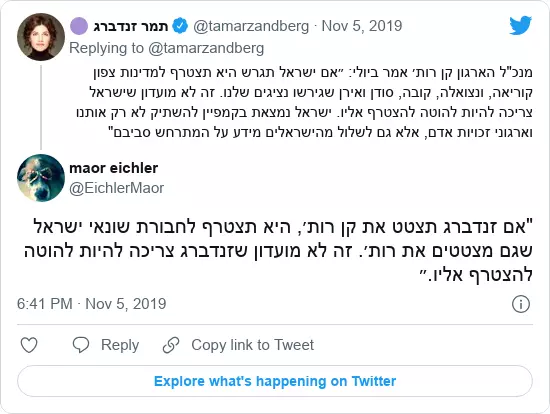 תמר זנדברג @tamarzandberg · Nov 5, 2019
Replying to @tamarzandberg
מנכ"ל הארגון קן רות׳ אמר ביולי: ״אם ישראל תגרש היא תצטרף למדינות צפון
קוריאה, ונצואלה, קובה, סודן ואירן שגירשו נציגים שלנו. זה לא מועדון שישראל
צריכה להיות להוטה להצטרף אליו. ישראל נמצאת בקמפיין להשתיק לא רק אותנו
וארגוני זכויות אדם, אלא גם לשלול מהישראלים מידע על המתרחש סביבם"
maor eichler
@EichlerMaor
"אם זנדברג תצטט את קן רות׳, היא תצטרף לחבורת שונאי ישראל
שגם מצטטים את רות׳. זה לא מועדון שזנדברג צריכה להיות להוטה
להצטרף אליו.״
6:41 PM · Nov 5, 2019
Reply Copy link to Tweet
Explore what's happening on Twitter